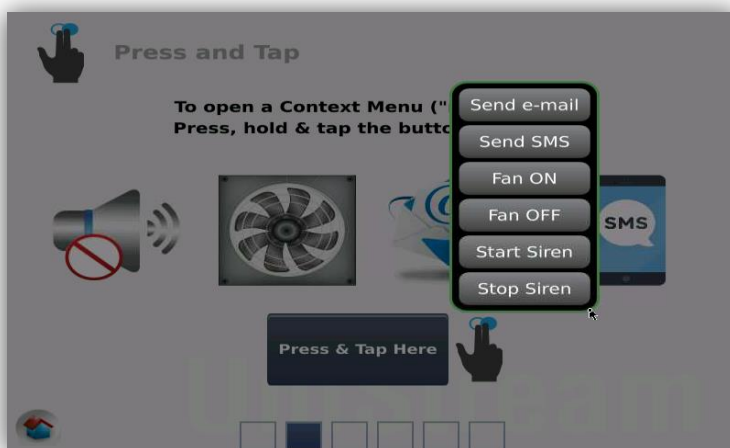 Press and Tap
To open a Context Menu ("
Press, hold & tap the butto
Send e-mail
Send SMS
Fan ON
Fan OFF
Start Siren
Stop Siren
@
SMS
Press & Tap Here